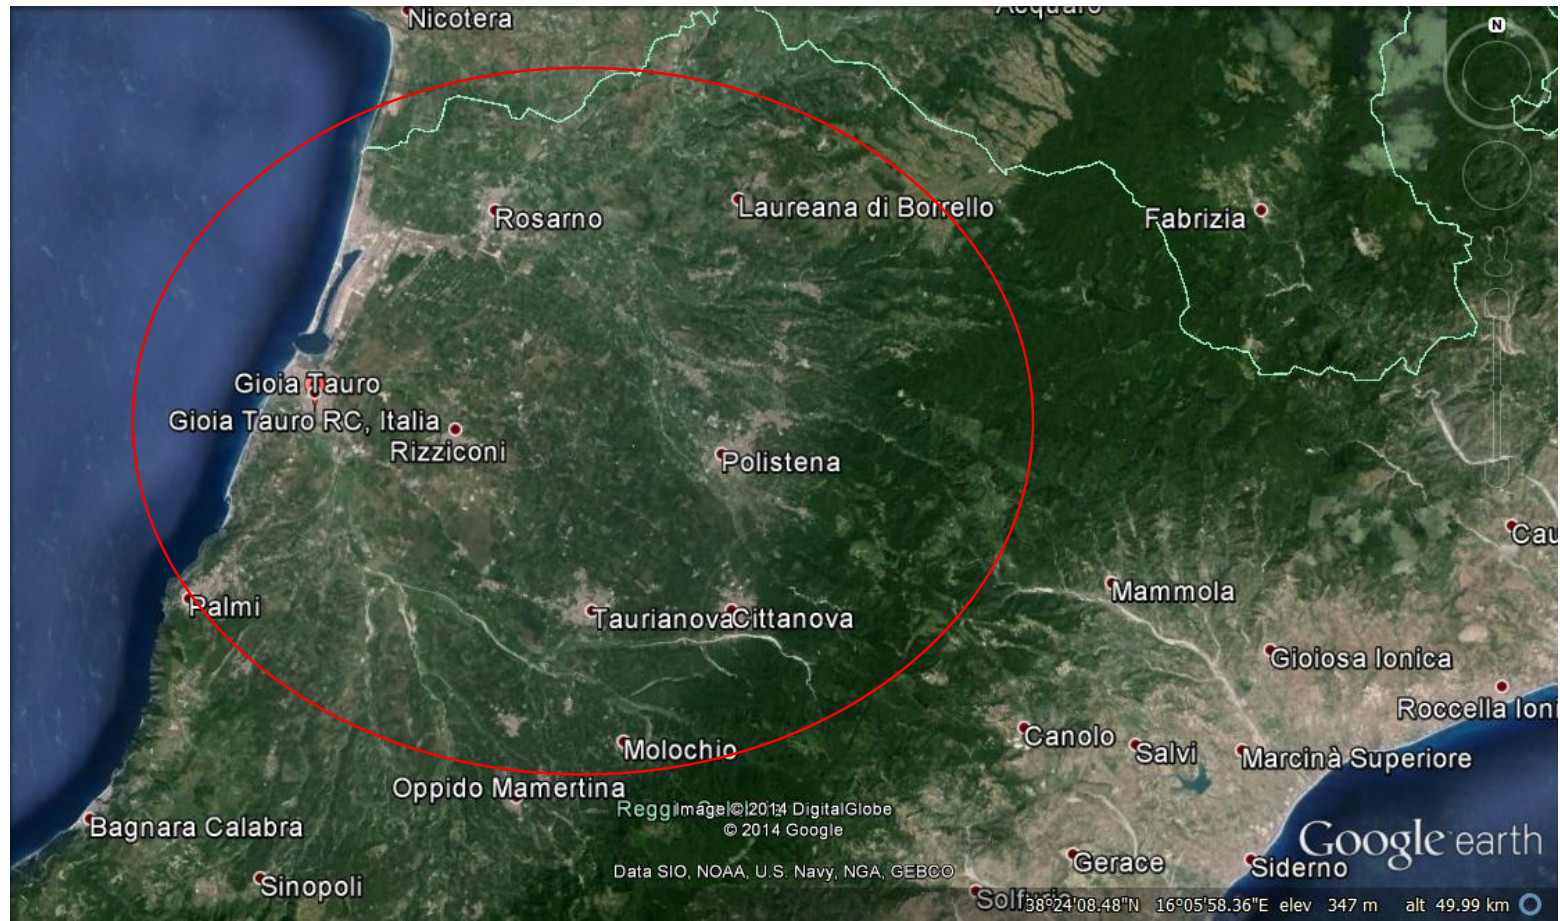 Nicotera
N
Rosarno
Laureana di Borrello
Fabrizia
Gioia Tauro
Gioia Tauro RC, Italia
Rizziconi
Polistena
Palmi
Taurianova
Cittanova
Mammola
Gioiosa Ionica
Roccella Ioni
Canolo
Salvi
Marcinà Superiore
Molochio
Oppido Mamertina
Image © 2014 DigitalGlobe
© 2014 Google
Bagnara Calabra
Google earth
Gerace
Siderno
Data SIO, NOAA, U.S. Navy, NGA, GEBCO
Sinopoli
38°24'08.48"N 16°05'58.36"E elev 347 m alt 49.99 km